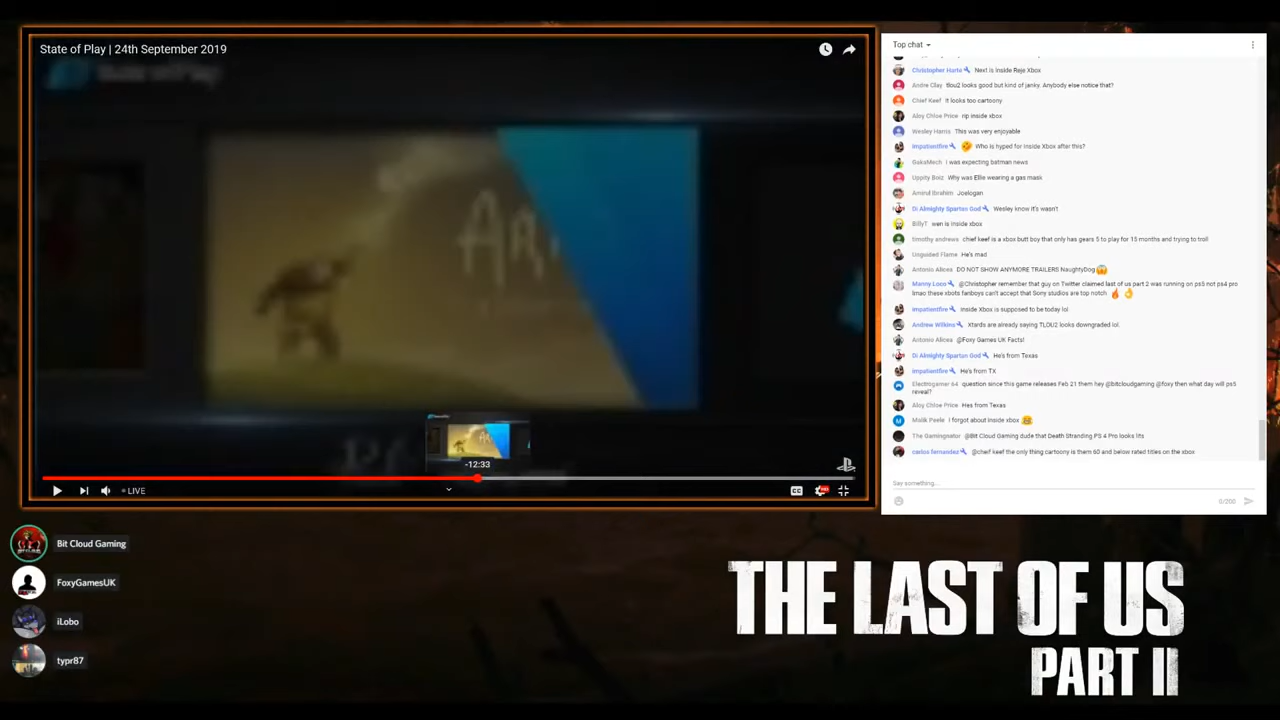 State of Play | 24th September 2019
-12:33
LIVE
CC
Bit Cloud Gaming
FoxyGamesUK
iLobo
typr87
Top chat
Christopher Harte Next is Inside Reje Xbox
Andre Clay tlou2 looks good but kind of janky. Anybody else notice that?
Chief Keef It looks too cartoony
Aloy Chloe Price rip inside xbox
Wesley Harris This was very enjoyable
impatientfire Who is hyped for Inside Xbox after this?
GakaMech I was expecting batman news
Uppity Boiz Why was Ellie wearing a gas mask
Amirul Ibrahim Joelogan
Di Almighty Spartan God Wesley know it's wasn't
BillyT wen is Inside xbox
timothy andrews chief keef is a xbox butt boy that only has gears 5 to play for 15 months and trying to troll
Unguided Flame He's mad
Antonio Alicea DO NOT SHOW ANYMORE TRAILERS NaughtyDog
Manny Loco @Christopher remember that guy on Twitter claimed last of us part 2 was running on ps5 not ps4 pro
lmao these xbots fanboys can't accept that Sony studios are top notch
impatientfire Inside Xbox is supposed to be today lol
Andrew Wilkins Xtards are already saying TLOU2 looks downgraded lol.
Antonio Alicea @Foxy Games UK Facts!
Di Almighty Spartan God He's from Texas
impatientfire He's from TX
Electrogamer 64 question since this game releases Feb 21 them hey @bitcloudgaming @foxy then what day will ps5
reveal?
Aloy Chloe Price Hes from Texas
Malik Peele I forgot about Inside xbox
The Gamingnator @Bit Cloud Gaming dude that Death Stranding PS 4 Pro looks lits
carlos fernandez @cheif keef the only thing cartoony is them 60 and below rated titles on the xbox
Say something...
0/200
THE LAST OF US
PART II